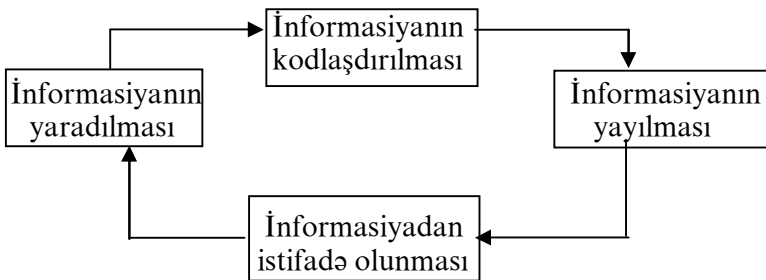 İnformasiyanın
kodlaşdırılması
İnformasiyanın
yaradılması
İnformasiyanın
yayılması
İnformasiyadan
istifadə olunması